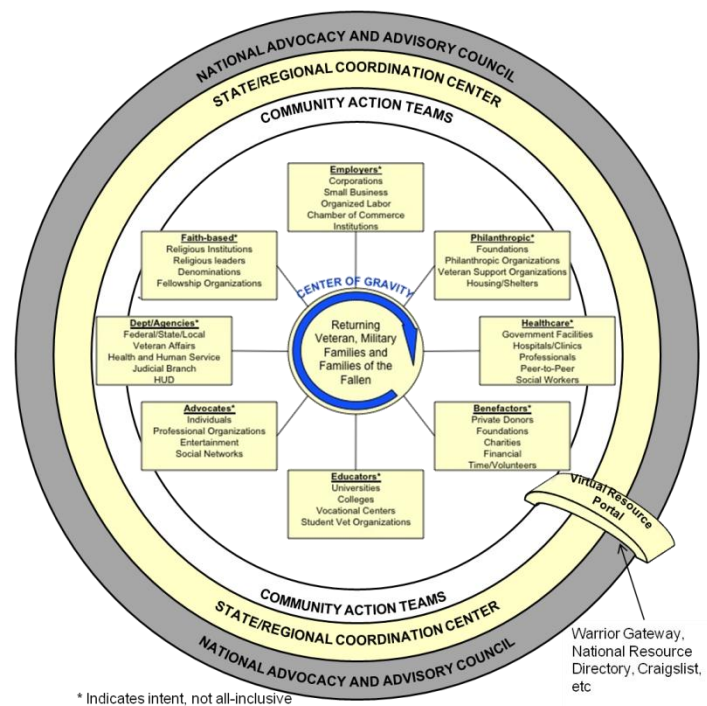 NATIONAL ADVOCACY AND ADVISORY COUNCIL
STATE/REGIONAL COORDINATION CENTER
COMMUNITY ACTION TEAMS
Employers*
Corporations
Small Business
Organized Labor
Chamber of Commerce
Institutions
Faith-based*
Religious Institutions
Religious leaders
Denominations
Fellowship Organizations
Philanthropic*
Foundations
Philanthropic Organizations
Veteran Support Organizations
Housing/Shelters
CENTER OF GRAVITY
Dept/Agencies*
Federal/State/Local
Veteran Affairs
Health and Human Service
Judicial Branch
HUD
Returning
Veteran, Military
Families and
Families of the
Fallen
Healthcare*
Government Facilities
Hospitals/Clinics
Professionals
Peer-to-Peer
Social Workers
Advocates*
Individuals
Professional Organizations
Entertainment
Social Networks
Benefactors*
Private Donors
Foundations
Charities
Financial
Time/Volunteers
Educators*
Universities
Colleges
Vocational Centers
Student Vet Organizations
Virtual Resource
Portal
COMMUNITY ACTION TEAMS
STATE/REGIONAL COORDINATION CENTER
NATIONAL ADVOCACY AND ADVISORY COUNCIL
Warrior Gateway,
National Resource
Directory, Craigslist,
etc
* Indicates intent, not all-inclusive